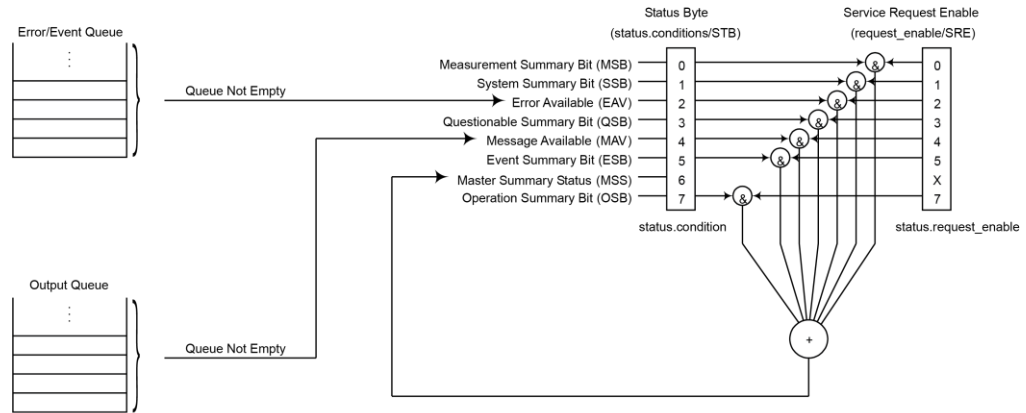 Error/Event Queue
Status Byte
(status.conditions/STB)
Service Request Enable
(request_enable/SRE)
Measurement Summary Bit (MSB)
0
&
0
System Summary Bit (SSB)
1
&
1
Queue Not Empty
Error Available (EAV)
2
&
2
Questionable Summary Bit (QSB)
3
&
3
Message Available (MAV)
4
&
4
Event Summary Bit (ESB)
5
&
5
Master Summary Status (MSS)
6
X
Operation Summary Bit (OSB)
7
&
7
status.condition
status.request_enable
Output Queue
Queue Not Empty
+